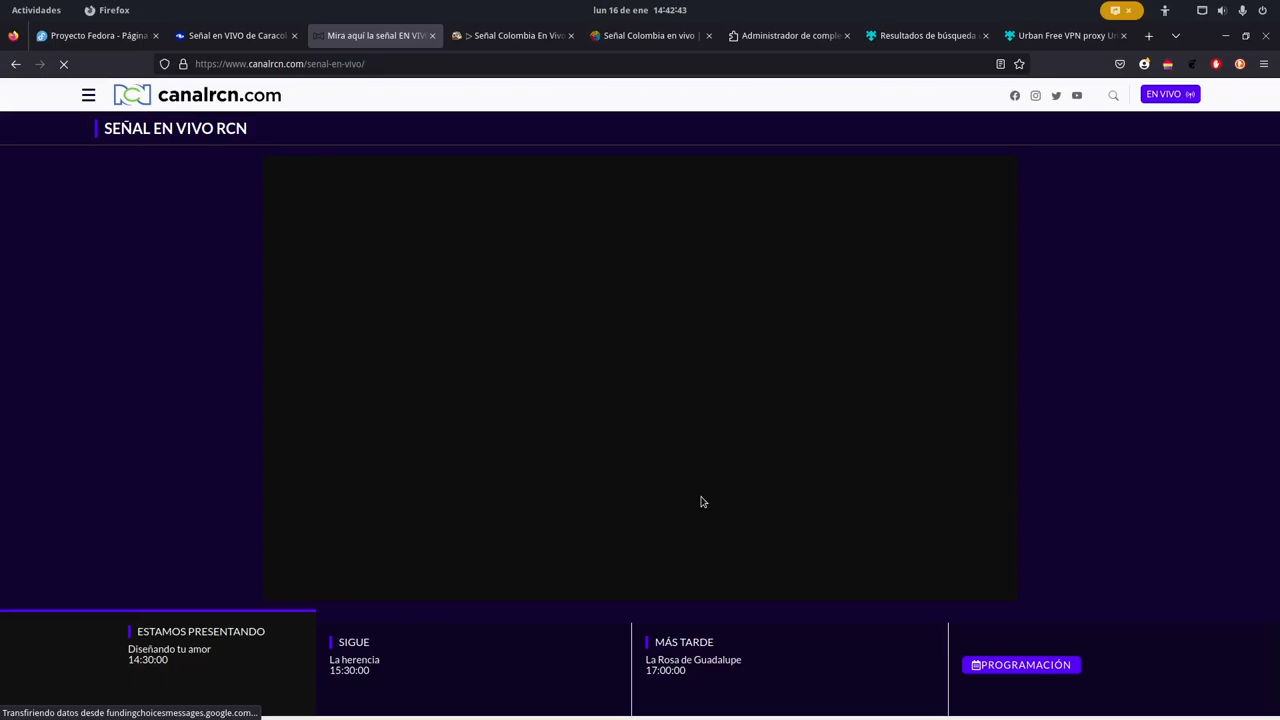 Actividades
Firefox
lun 16 de ene 14:42:43
Proyecto Fedora - Página
Señal en VIVO de Caracol
Mira aquí la señal EN VIV
▷ Señal Colombia En Vivo
Señal Colombia en vivo |
Administrador de comple
Resultados de búsqueda
Urban Free VPN proxy Un
https://www.canalrcn.com/senal-en-vivo/
canalrcn.com
EN VIVO
SEÑAL EN VIVO RCN
ESTAMOS PRESENTANDO
Diseñando tu amor
14:30:00
SIGUE
La herencia
15:30:00
MÁS TARDE
La Rosa de Guadalupe
17:00:00
PROGRAMACIÓN
Transfiriendo datos desde fundingchoicesmessages.google.com...